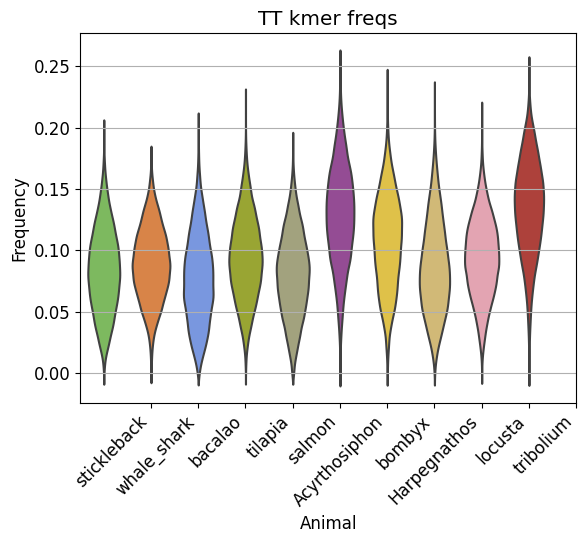 TT kmer freqs
Frequency
0.25
0.20
0.15
0.10
0.05
0.00
stickleback
whale_shark
bacalao
tilapia
salmon
Acyrthosiphon
bombyx
Harpegnathos
locusta
tribolium
Animal